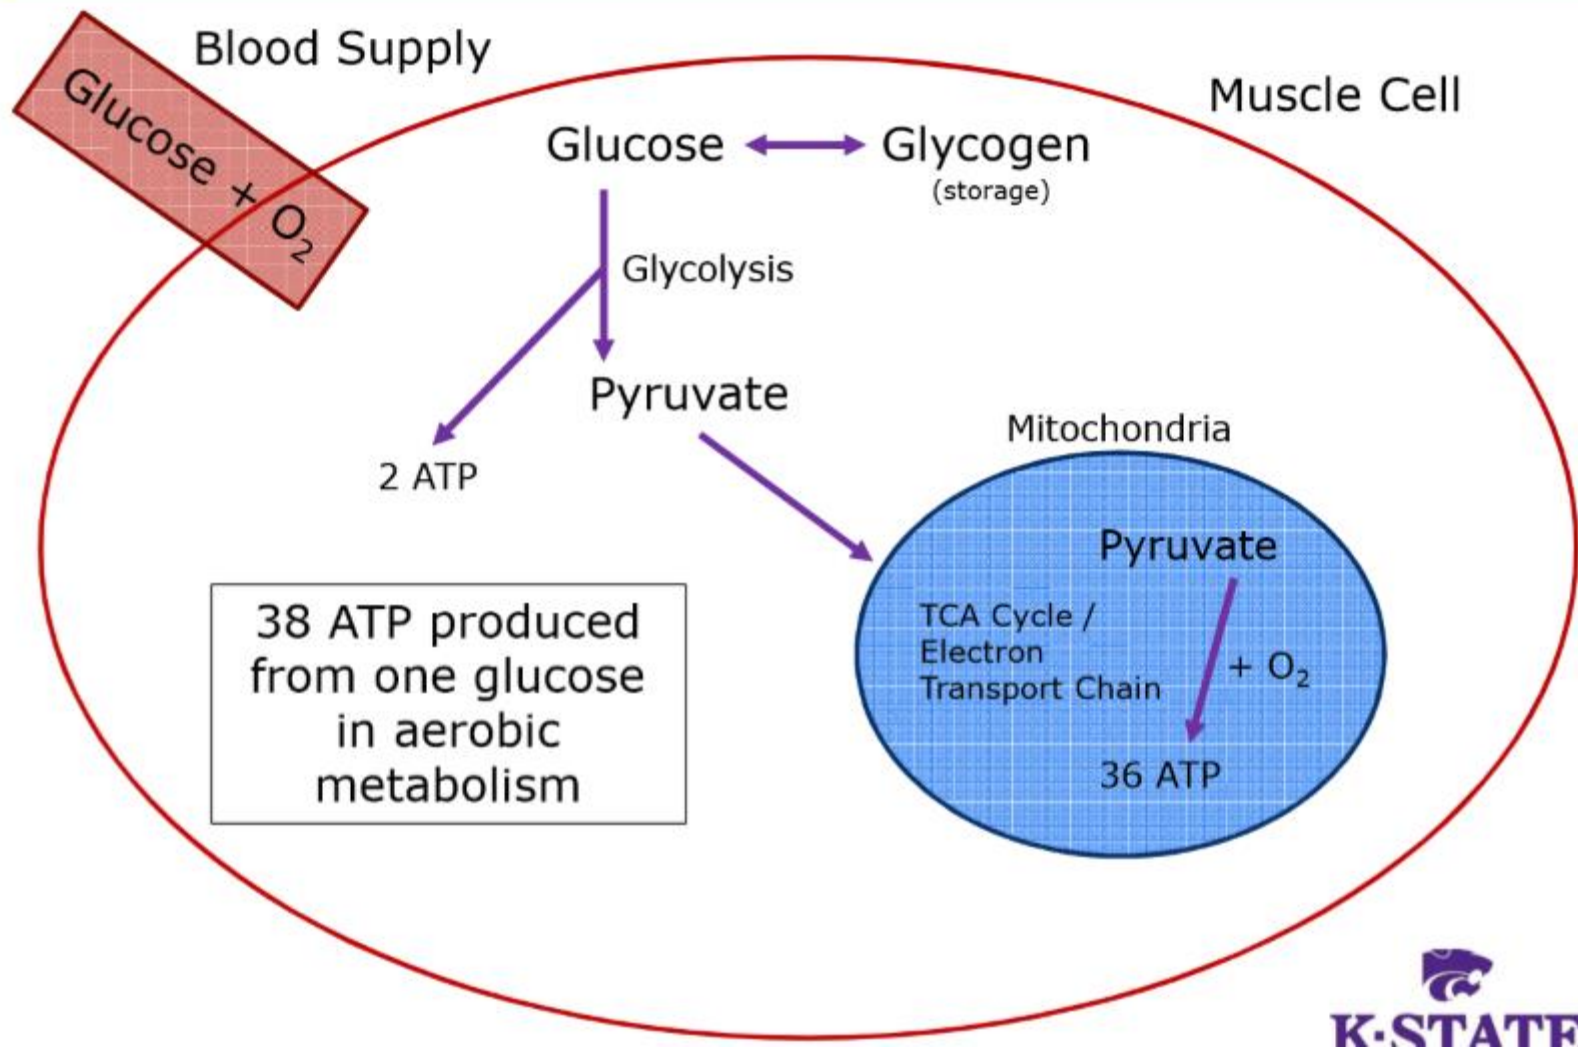 Blood Supply
Glucose + O₂
Muscle Cell
Glucose
Glycogen
(storage)
Glycolysis
Pyruvate
2 ATP
Mitochondria
Pyruvate
TCA Cycle /
Electron
Transport Chain
+ O₂
36 ATP
38 ATP produced
from one glucose
in aerobic
metabolism
K·STATE